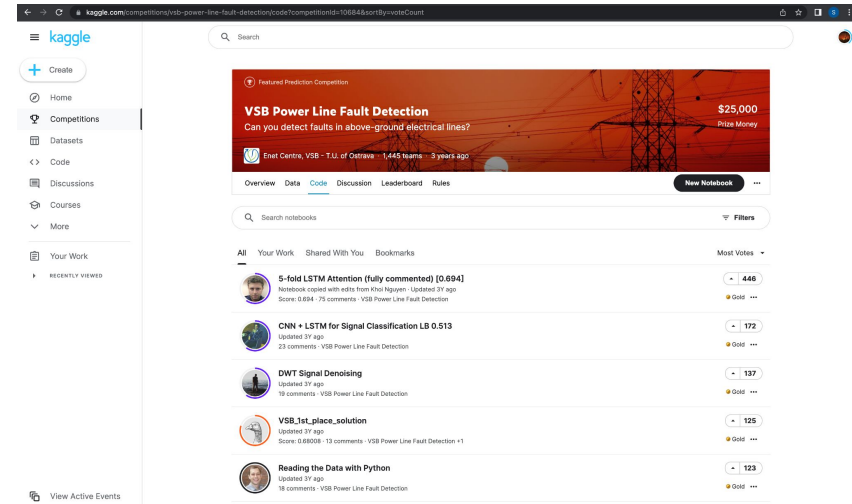 kaggle.com/competitions/vsb-power-line-fault-detection/code?competitionId=10684&sortBy=voteCount
S
kaggle
Search
Create
Home
Competitions
Datasets
Code
Discussions
Courses
More
Your Work
RECENTLY VIEWED
View Active Events
Featured Prediction Competition
VSB Power Line Fault Detection
Can you detect faults in above-ground electrical lines?
$25,000
Prize Money
Enet Centre, VSB - T.U. of Ostrava · 1,445 teams · 3 years ago
Overview Data Code Discussion Leaderboard Rules New Notebook
Search notebooks Filters
All Your Work Shared With You Bookmarks Most Votes
5-fold LSTM Attention (fully commented) [0.694] 446
Notebook copied with edits from Khoi Nguyen · Updated 3Y ago
Score: 0.694 · 75 comments · VSB Power Line Fault Detection Gold
CNN + LSTM for Signal Classification LB 0.513 172
Updated 3Y ago
23 comments · VSB Power Line Fault Detection Gold
DWT Signal Denoising 137
Updated 3Y ago
19 comments · VSB Power Line Fault Detection Gold
VSB_1st_place_solution 125
Updated 3Y ago
Score: 0.68008 · 13 comments · VSB Power Line Fault Detection +1 Gold
Reading the Data with Python 123
Updated 3Y ago
18 comments · VSB Power Line Fault Detection Gold